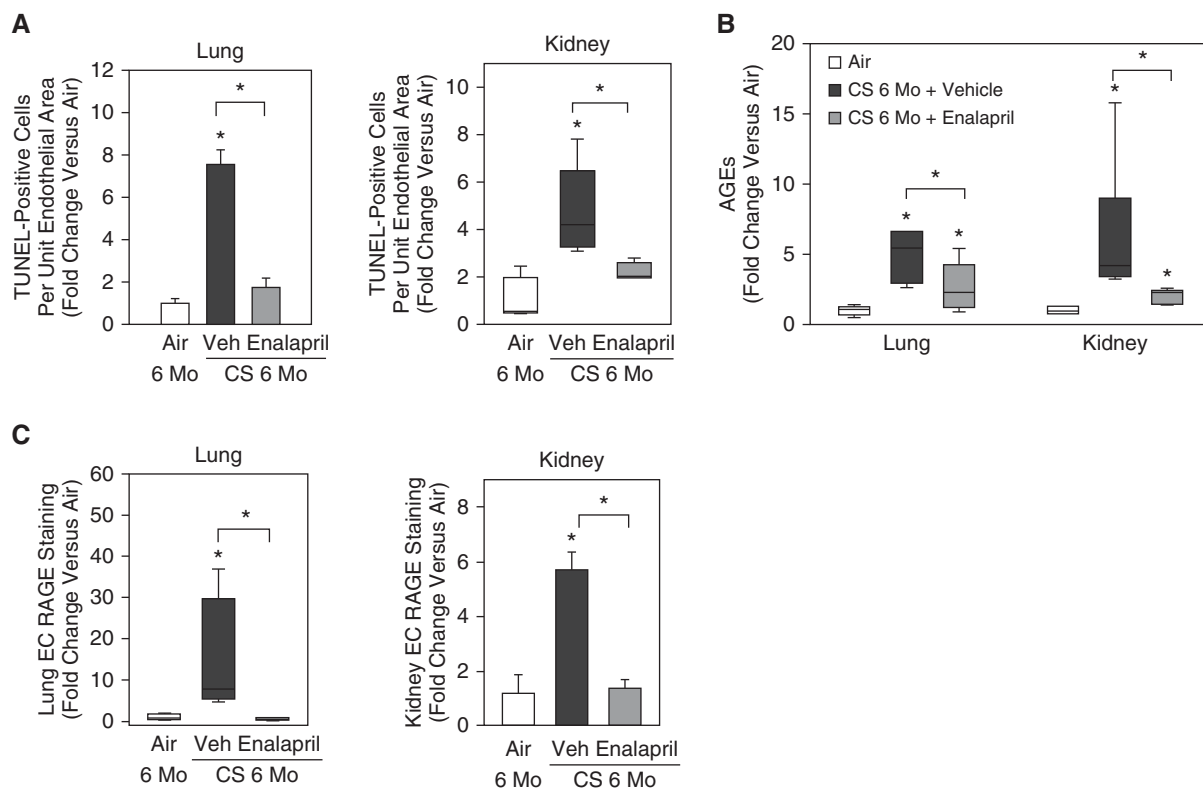 A
Lung
TUNEL-Positive Cells
Per Unit Endothelial Area
(Fold Change Versus Air)
12
10
8
6
4
2
0
*
*
Air
Veh Enalapril
6 Mo
CS 6 Mo
Kidney
TUNEL-Positive Cells
Per Unit Endothelial Area
(Fold Change Versus Air)
10
8
6
4
2
0
*
*
Air
Veh Enalapril
6 Mo
CS 6 Mo
B
AGEs
(Fold Change Versus Air)
20
15
10
5
0
Air
CS 6 Mo + Vehicle
CS 6 Mo + Enalapril
*
*
*
*
*
*
Lung
Kidney
C
Lung
Lung EC RAGE Staining
(Fold Change Versus Air)
60
50
40
30
20
10
0
*
*
Air
Veh Enalapril
6 Mo
CS 6 Mo
Kidney
Kidney EC RAGE Staining
(Fold Change Versus Air)
8
6
4
2
0
*
*
Air
Veh Enalapril
6 Mo
CS 6 Mo